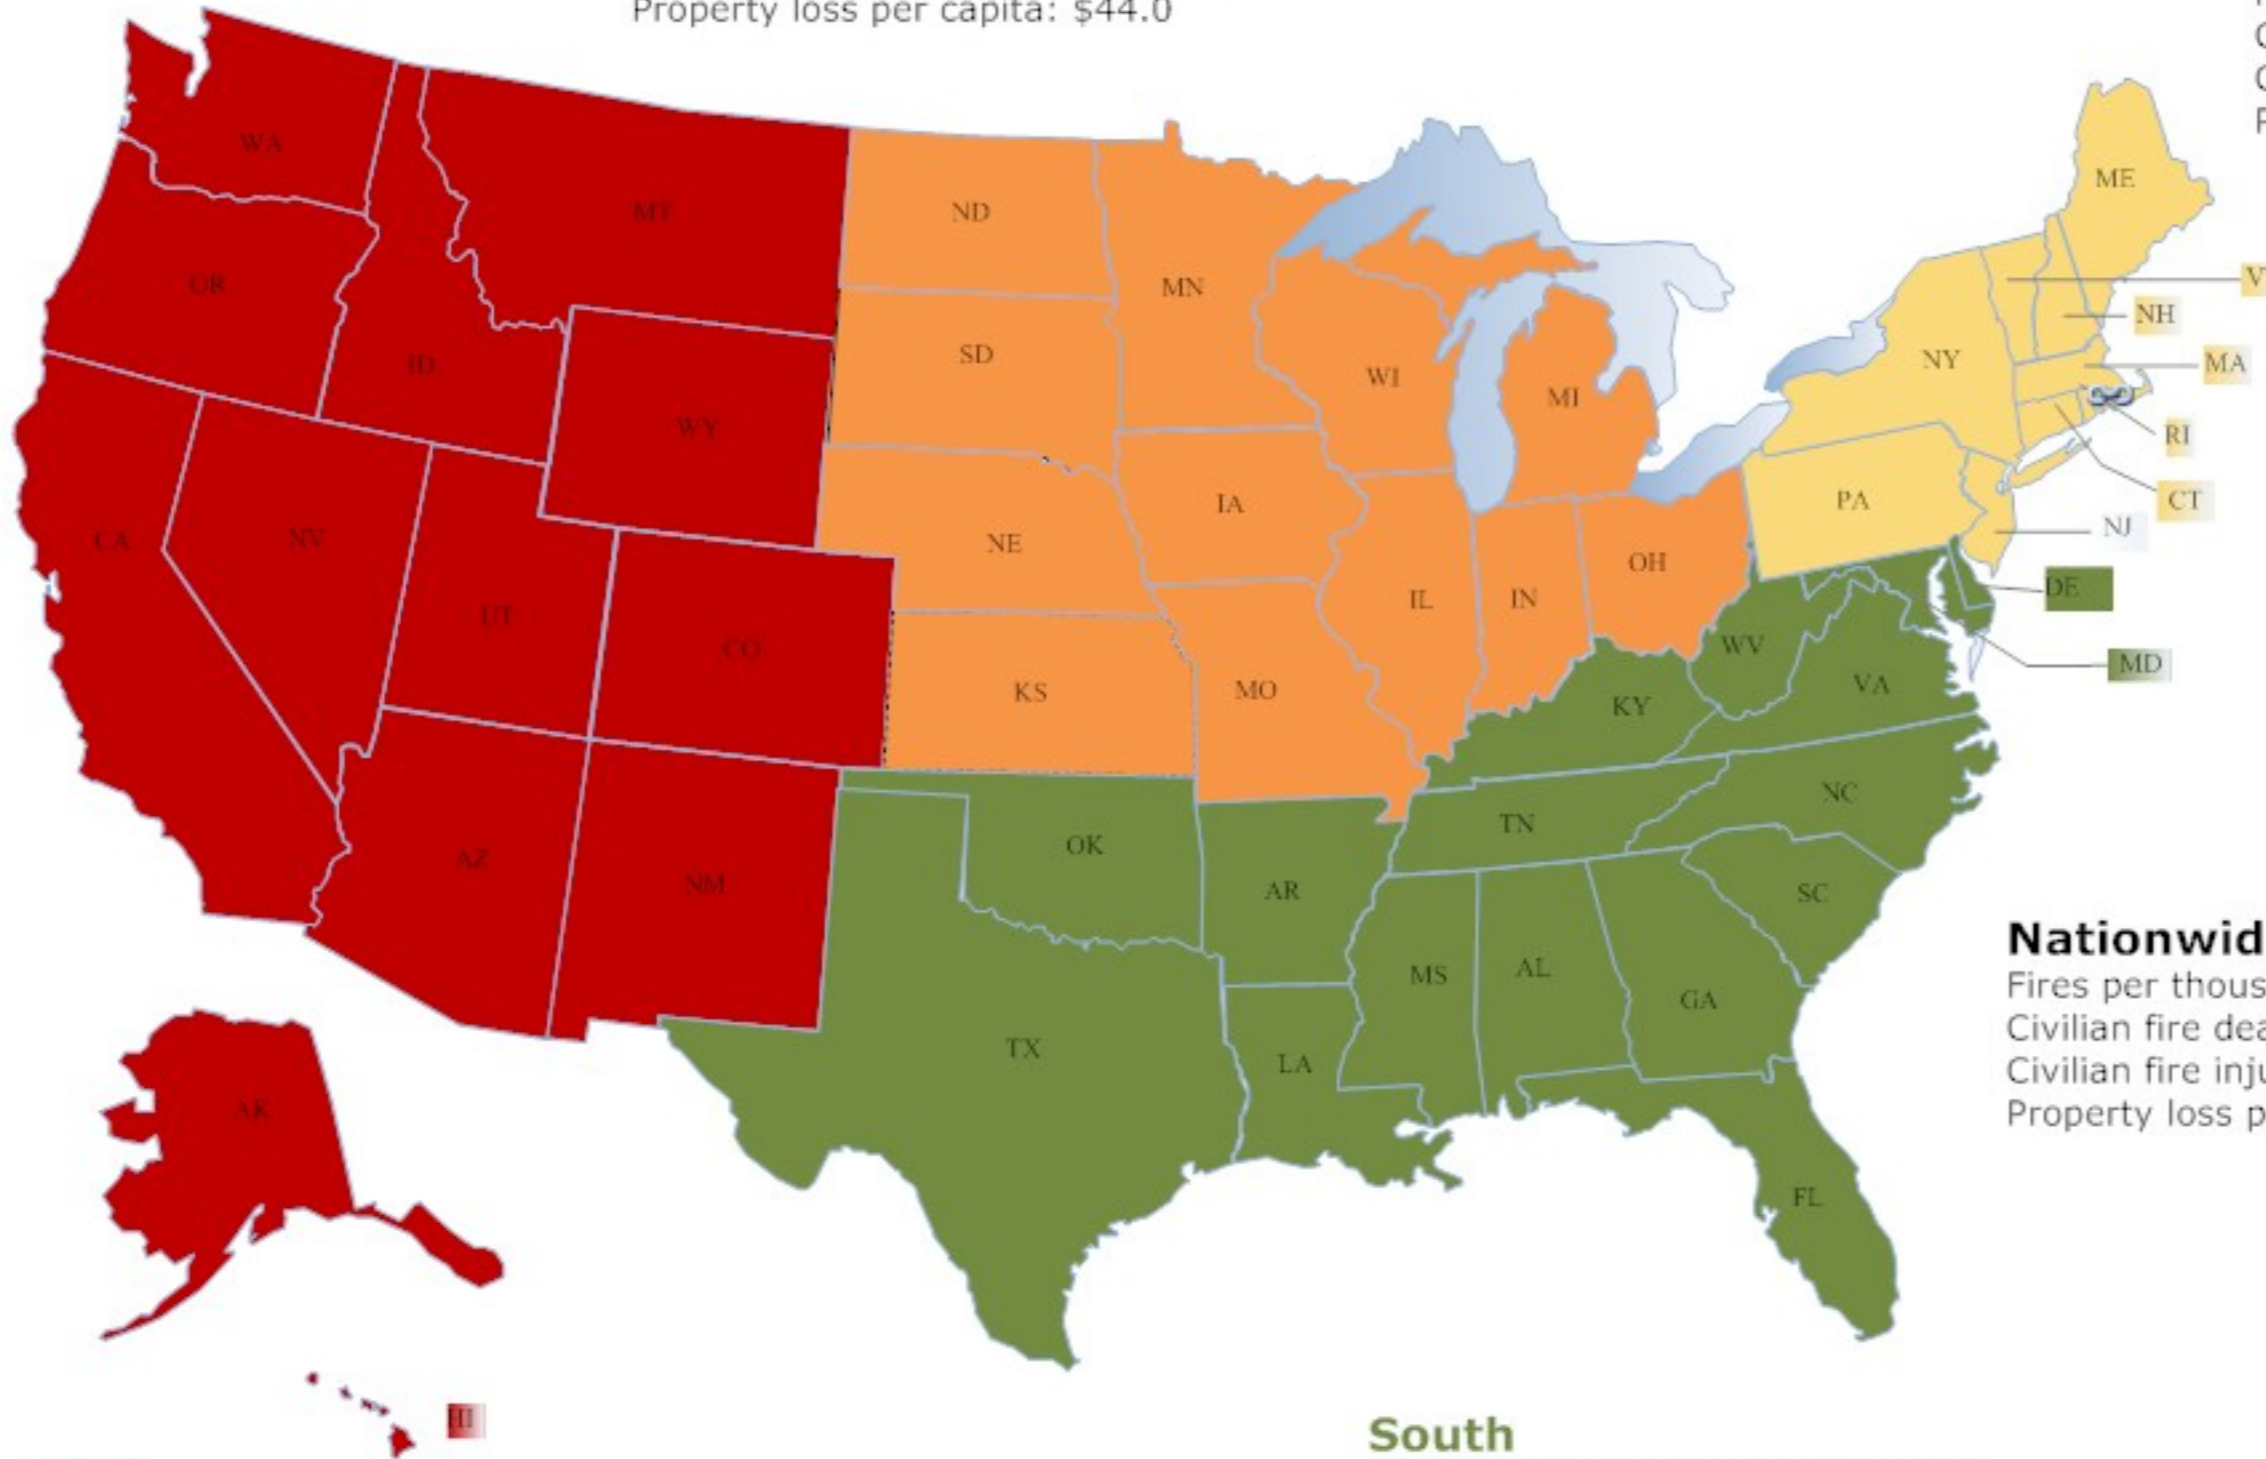 Property loss per capita: $44.0
WA
MT
ND
ME
OR
MN
V
NH
ID
SD
NY
MA
WI
MI
WY
RI
IA
PA
CT
CA
NV
NE
NJ
OH
DE
UT
IL
IN
CO
WV
MD
KS
MO
VA
KY
NC
TN
OK
AZ
NM
AR
SC
MS
AL
Nationwid
GA
Fires per thous
Civilian fire dea
TX
LA
Civilian fire inju
AK
Property loss p
FL
HI
South